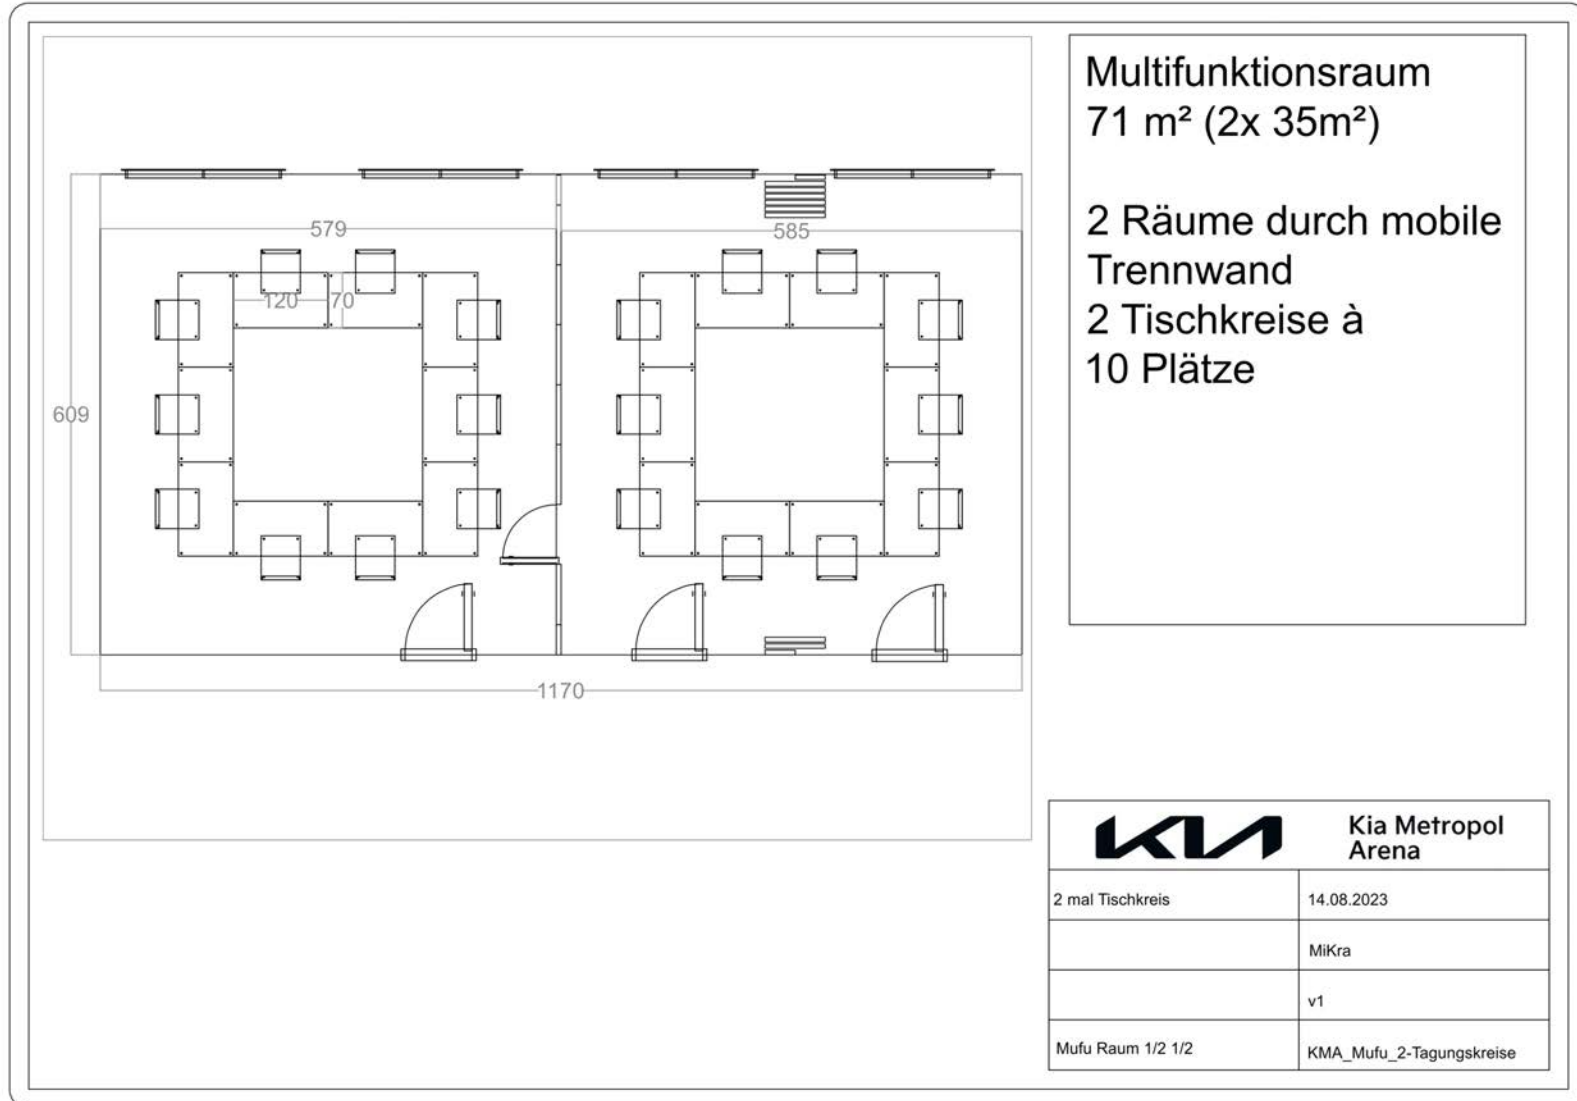 Multifunktionsraum
71 m² (2x 35m²)
2 Räume durch mobile
Trennwand
2 Tischkreise à
10 Plätze
579
585
120
70
609
1170
KIA
Kia Metropol
Arena
2 mal Tischkreis
14.08.2023
MiKra
v1
Mufu Raum 1/2 1/2
KMA_Mufu_2-Tagungskreise